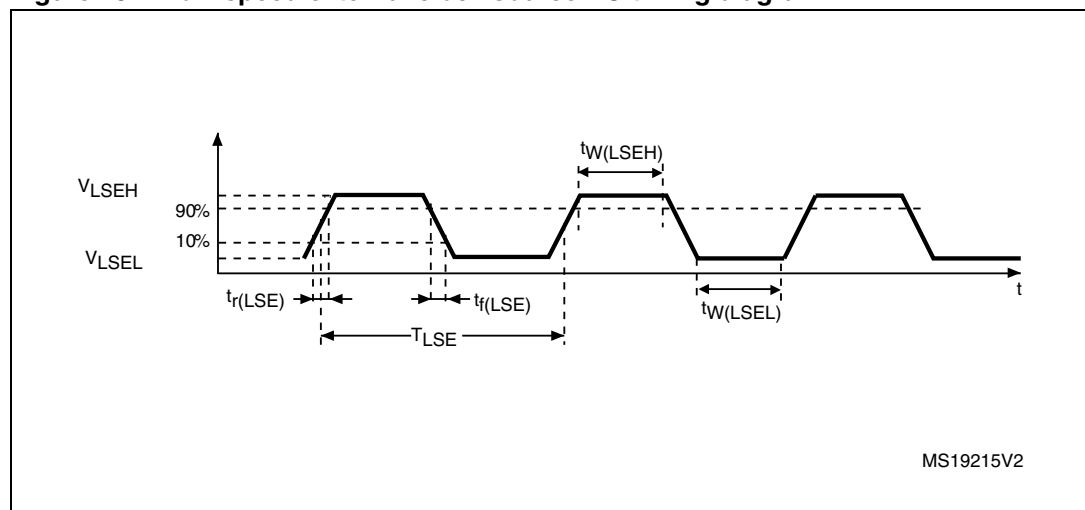 tW(LSEH)
VLSEH
90%
10%
VLSEL
tr(LSE)
tf(LSE)
TLSE
tW(LSEL)
t
MS19215V2